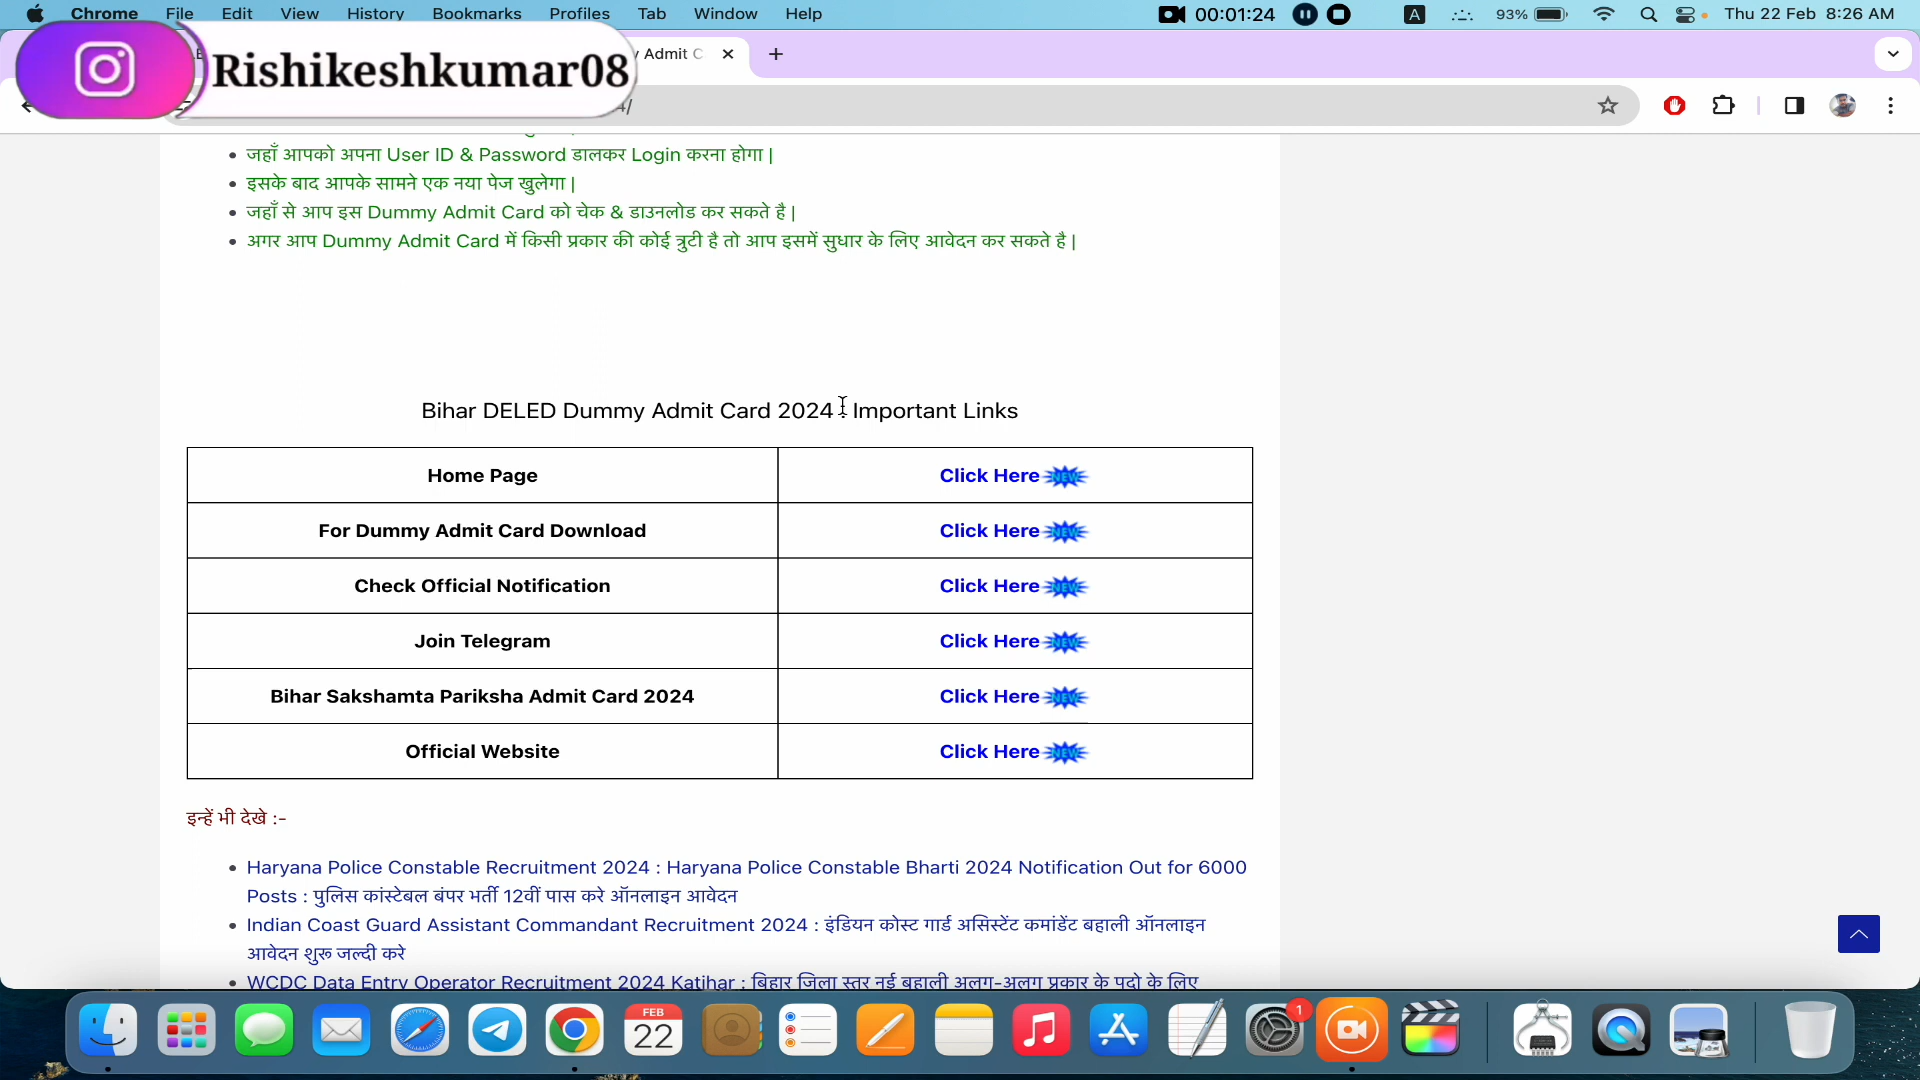 Chrome File Edit View History Bookmarks Profiles Tab Window Help 00:01:24 A 93% Thu 22 Feb 8:26 AM
Rishikeshkumar08
Admit C
जहाँ आपको अपना User ID & Password डालकर Login करना होगा |
इसके बाद आपके सामने एक नया पेज खुलेगा |
जहाँ से आप इस Dummy Admit Card को चेक & डाउनलोड कर सकते है |
अगर आप Dummy Admit Card में किसी प्रकार की कोई त्रुटी है तो आप इसमें सुधार के लिए आवेदन कर सकते है |
Bihar DELED Dummy Admit Card 2024 : Important Links
Home Page Click Here NEW
For Dummy Admit Card Download Click Here NEW
Check Official Notification Click Here NEW
Join Telegram Click Here NEW
Bihar Sakshamta Pariksha Admit Card 2024 Click Here NEW
Official Website Click Here NEW
इन्हें भी देखे :-
Haryana Police Constable Recruitment 2024 : Haryana Police Constable Bharti 2024 Notification Out for 6000
Posts : पुलिस कांस्टेबल बंपर भर्ती 12वीं पास करे ऑनलाइन आवेदन
Indian Coast Guard Assistant Commandant Recruitment 2024 : इंडियन कोस्ट गार्ड असिस्टेंट कमांडेंट बहाली ऑनलाइन
आवेदन शुरू जल्दी करे
WCDC Data Entry Operator Recruitment 2024 Katihar : बिहार जिला स्तर नई बहाली अलग-अलग प्रकार के पदो के लिए
FEB
22
1